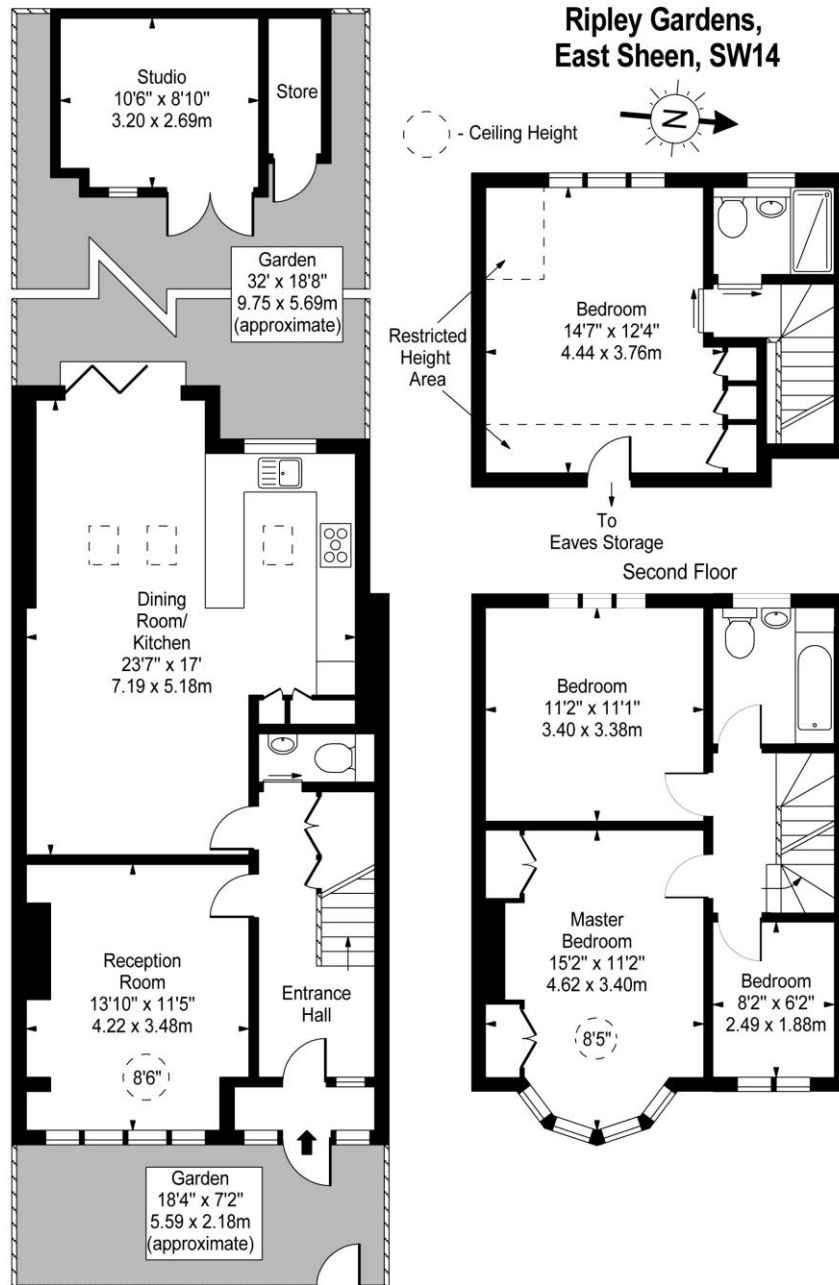 Ripley Gardens,
East Sheen, SW14
N
- Ceiling Height
Studio
10'6" x 8'10"
3.20 x 2.69m
Store
Garden
32' x 18'8"
9.75 x 5.69m
(approximate)
Dining
Room/
Kitchen
23'7" x 17'
7.19 x 5.18m
Reception
Room
13'10" x 11'5"
4.22 x 3.48m
8'6"
Entrance
Hall
Garden
18'4" x 7'2"
5.59 x 2.18m
(approximate)
Restricted
Height
Area
Bedroom
14'7" x 12'4"
4.44 x 3.76m
To
Eaves Storage
Second Floor
Bedroom
11'2" x 11'1"
3.40 x 3.38m
Master
Bedroom
15'2" x 11'2"
4.62 x 3.40m
8'5"
Bedroom
8'2" x 6'2"
2.49 x 1.88m